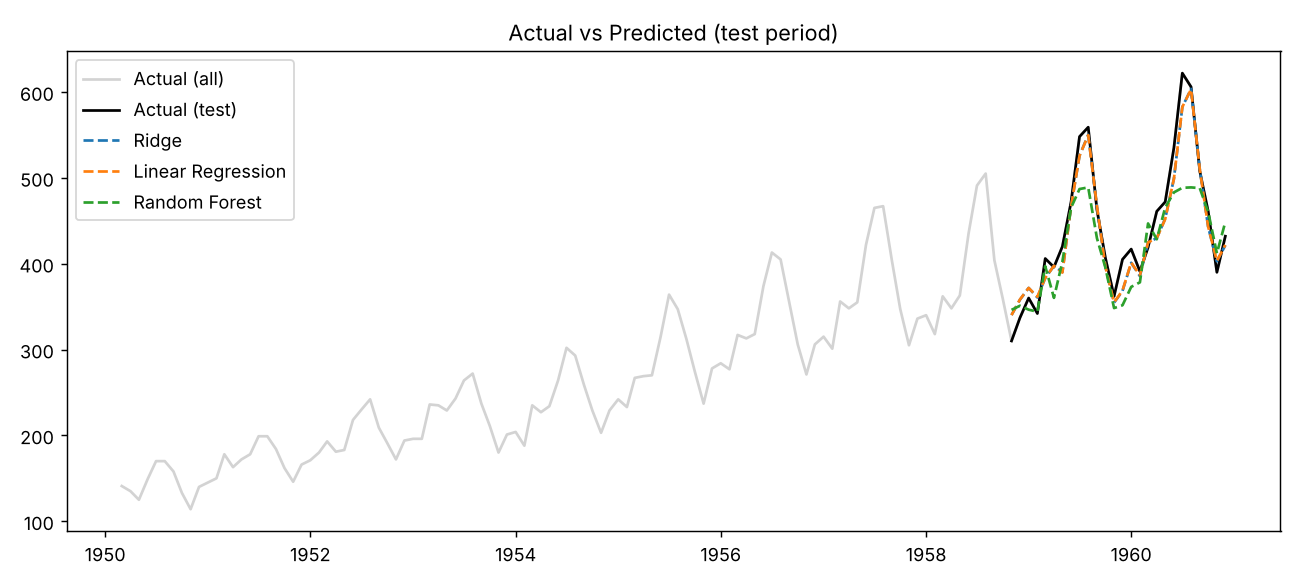 Actual vs Predicted (test period)
Actual (all)
Actual (test)
Ridge
Linear Regression
Random Forest
600
500
400
300
200
100
1950 1952 1954 1956 1958 1960